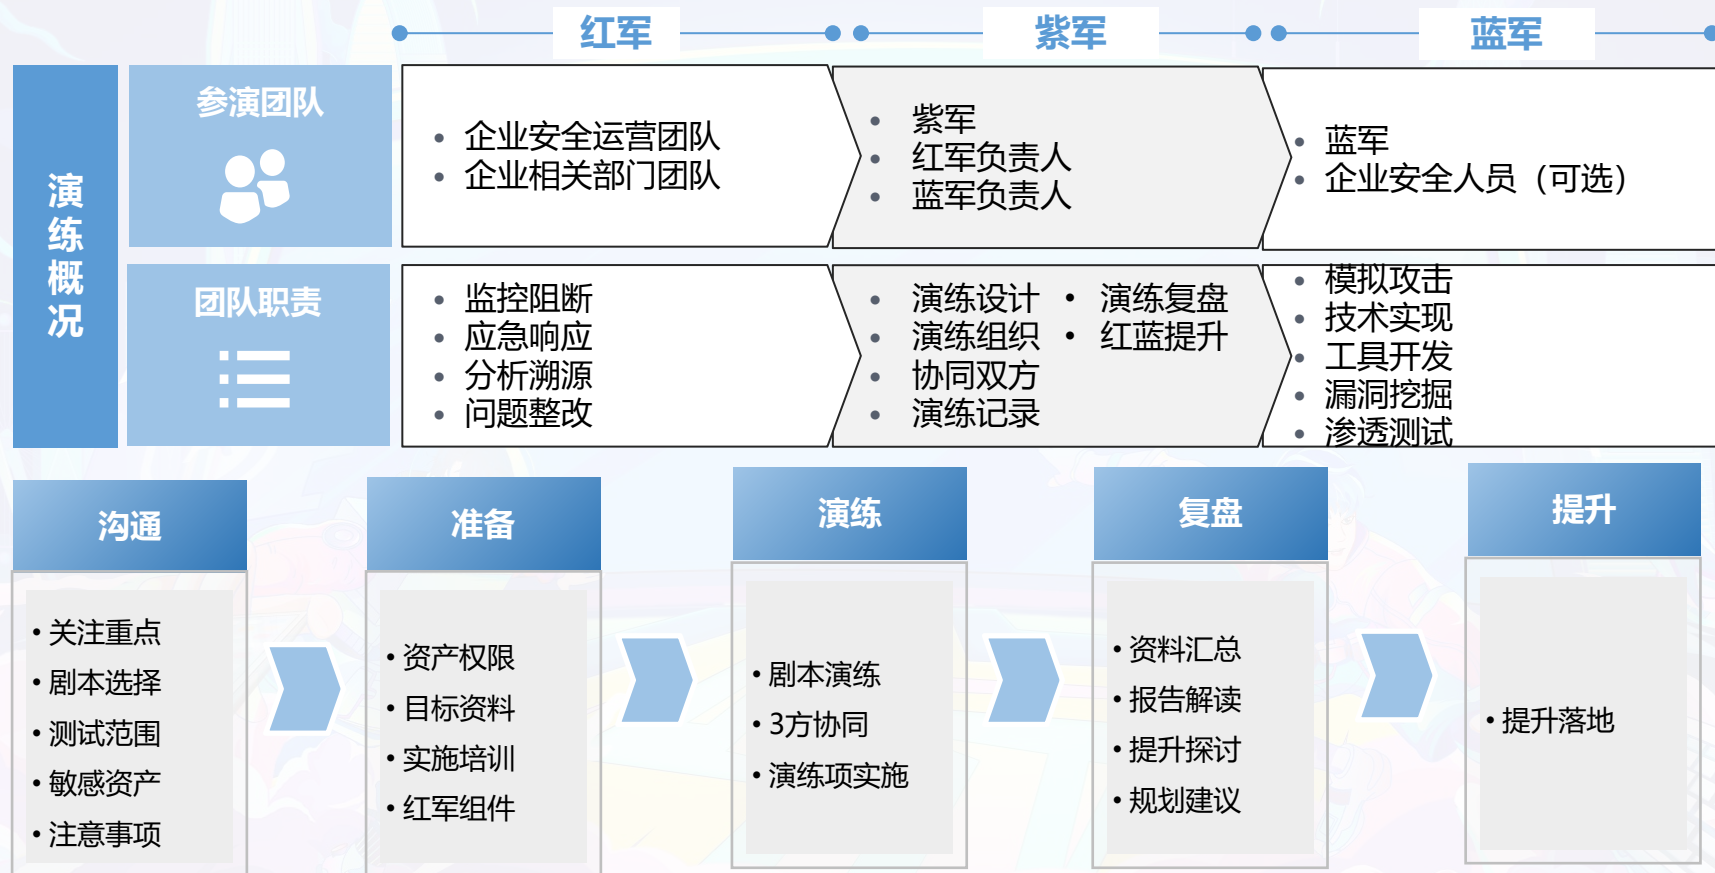 红军
紫军
蓝军
演练概况
参演团队
• 企业安全运营团队
• 企业相关部门团队
• 紫军
• 红军负责人
• 蓝军负责人
• 蓝军
• 企业安全人员（可选）
团队职责
• 监控阻断
• 应急响应
• 分析溯源
• 问题整改
• 演练设计 • 演练复盘
• 演练组织 • 红蓝提升
• 协同双方
• 演练记录
• 模拟攻击
• 技术实现
• 工具开发
• 漏洞挖掘
• 渗透测试
沟通
• 关注重点
• 剧本选择
• 测试范围
• 敏感资产
• 注意事项
准备
• 资产权限
• 目标资料
• 实施培训
• 红军组件
演练
• 剧本演练
• 3方协同
• 演练项实施
复盘
• 资料汇总
• 报告解读
• 提升探讨
• 规划建议
提升
• 提升落地